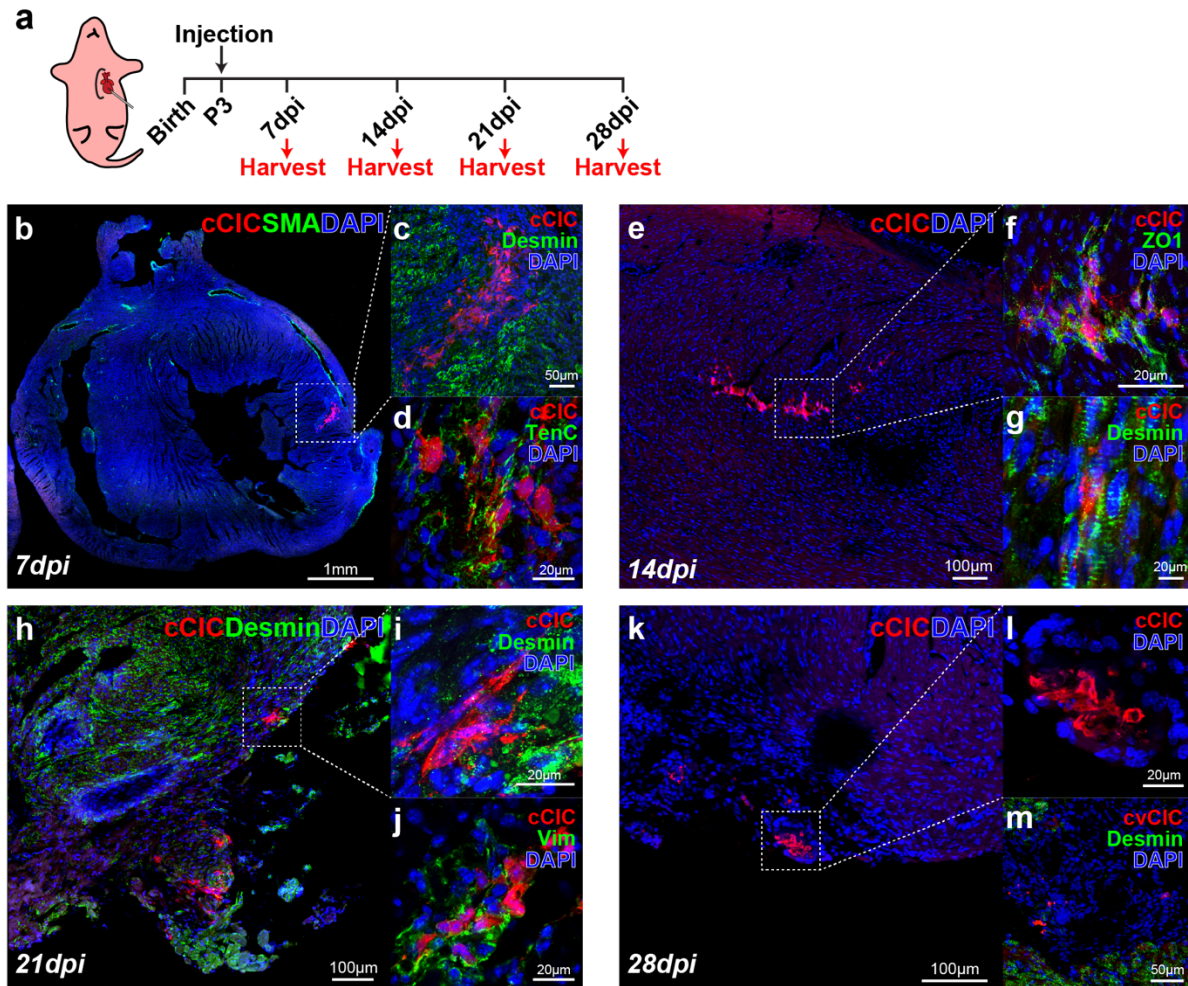 a
Injection
Birth
P3
7dpi
14dpi
21dpi
28dpi
Harvest
Harvest
Harvest
Harvest
b
cCICSMADAPI
7dpi
1mm
c
cCIC
Desmin
DAPI
50µm
d
cCIC
TenC
DAPI
20µm
e
cCICDAPi
14dpi
100µm
f
cCIC
ZO1
DAPI
20µm
g
cCIC
Desmin
DAPI
20µm
h
cCICDesminDAPI
21dpi
100µm
i
cCIC
Desmin
DAPI
20µm
j
cCIC
Vim
DAPI
20µm
k
cCICDAPI
28dpi
100µm
l
cCIC
DAPI
20µm
m
cvCIC
Desmin
DAPI
50µm